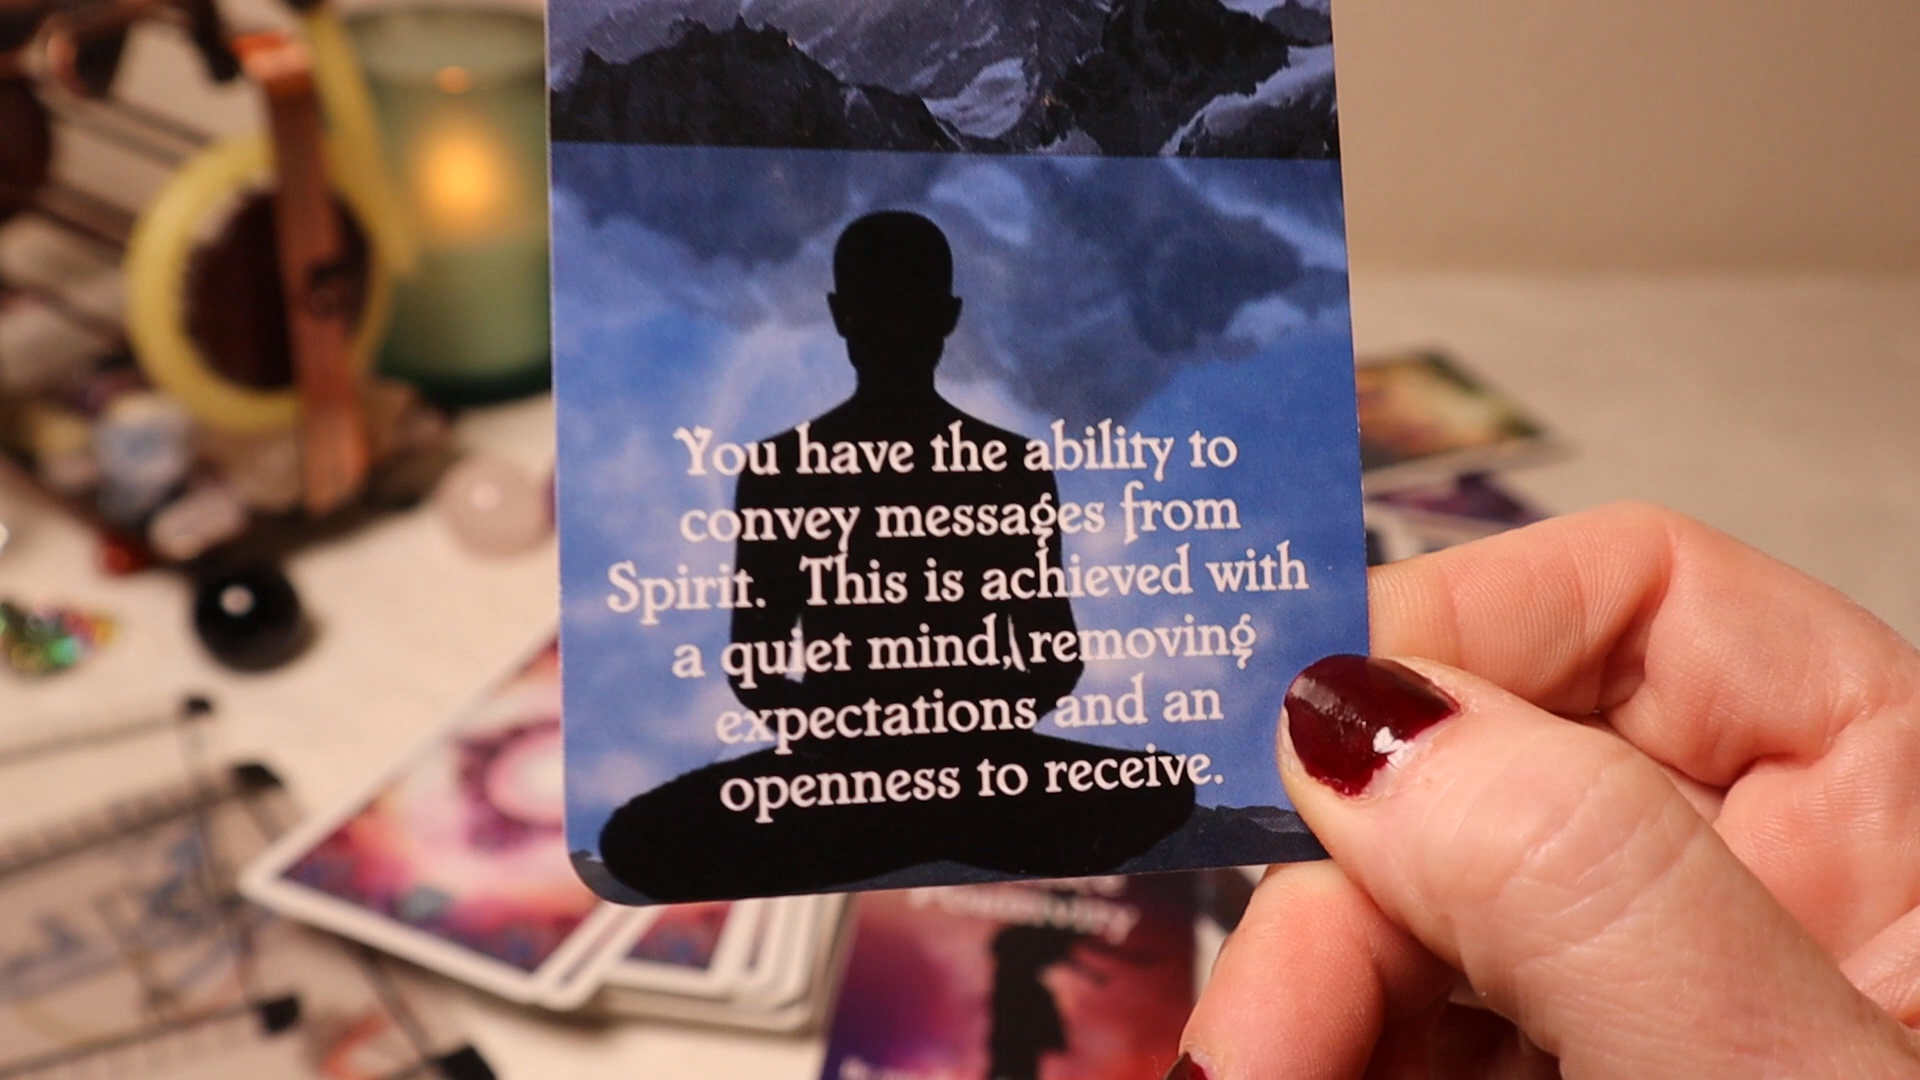 You have the ability to
convey messages from
Spirit. This is achieved with
a quiet mind, removing
expectations and an
openness to receive.